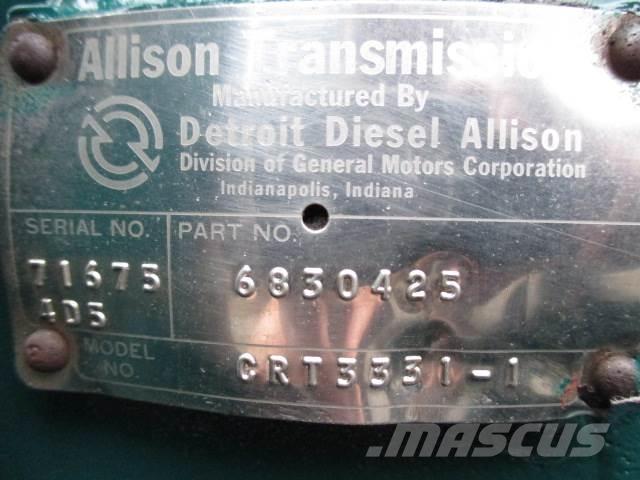 Allison Transmission
Manufactured By
Detroit Diesel Allison
Division of General Motors Corporation
Indianapolis, Indiana
SERIAL NO. PART NO.
71675 6830425
4D5
MODEL NO. CRT3331-1
MASCUS